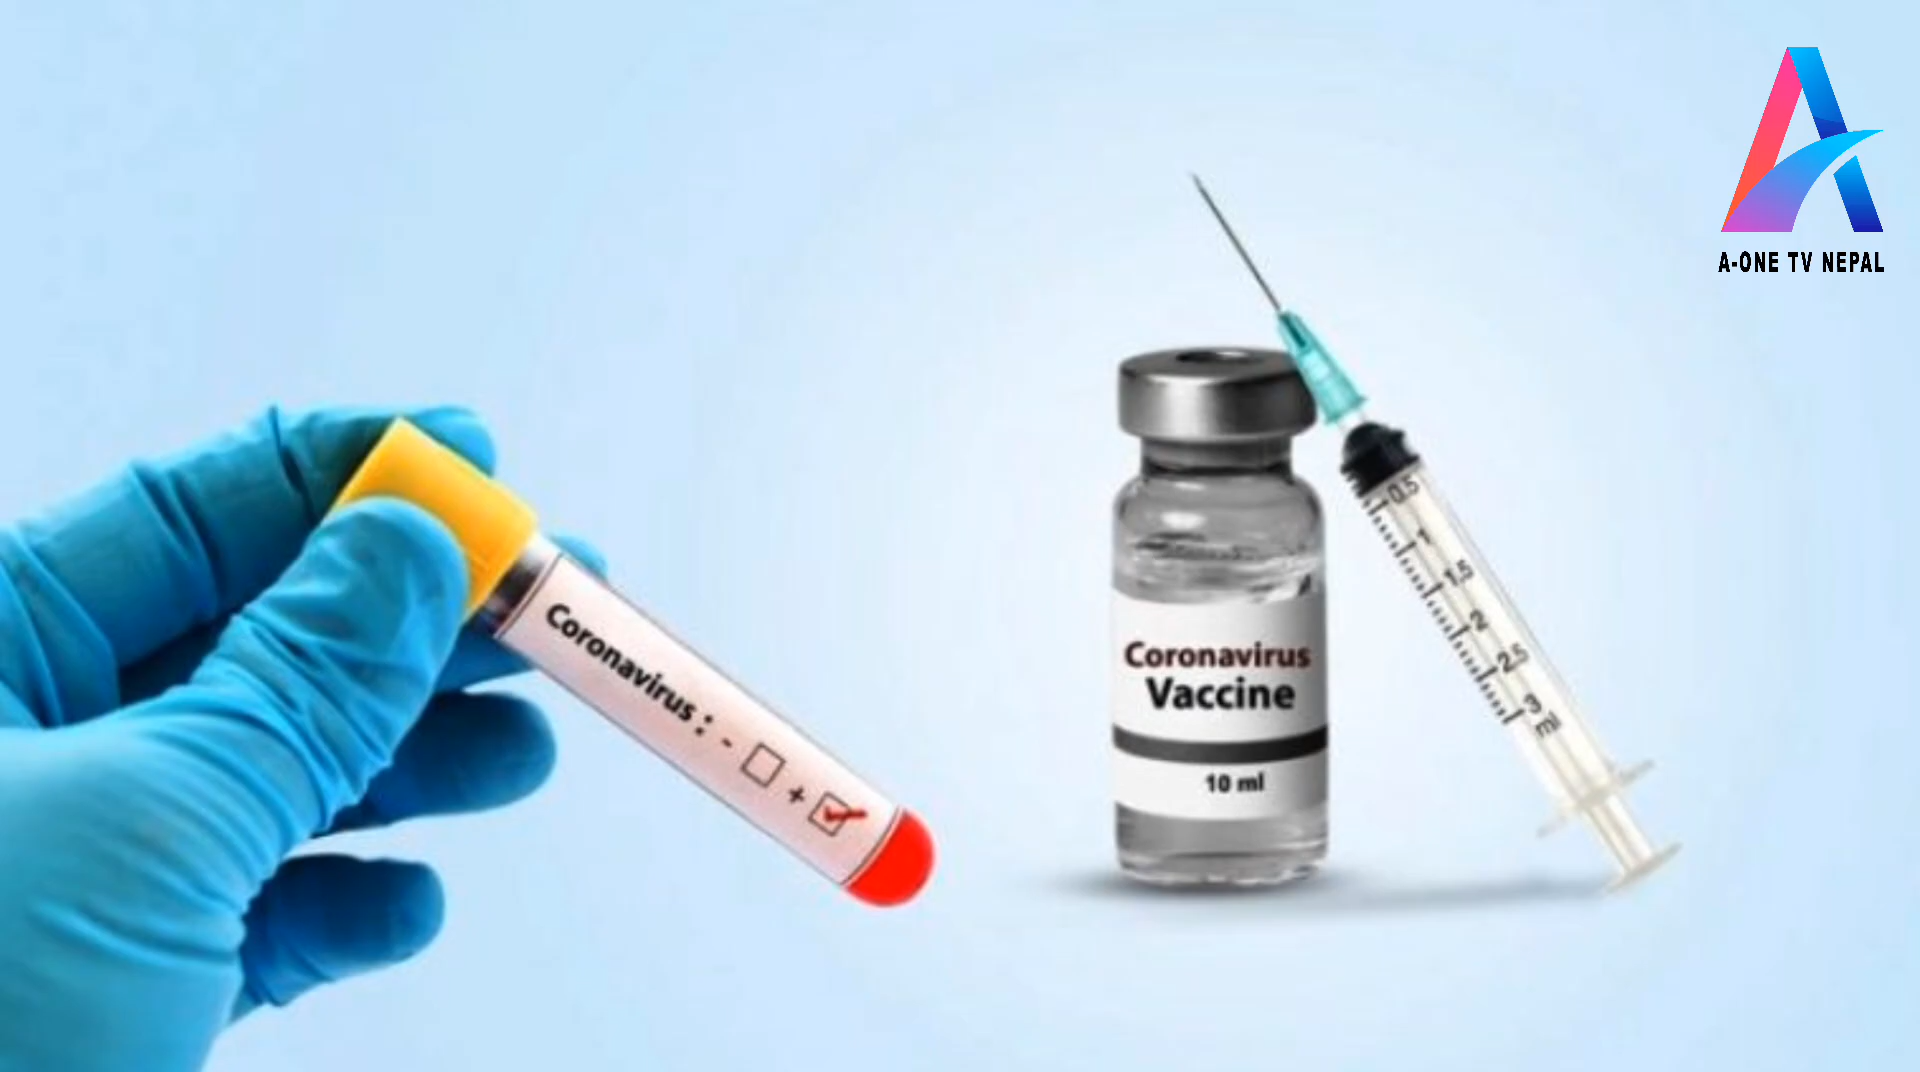 A-ONE TV NEPAL
Coronavirus : - +
Coronavirus
Vaccine
10 ml
0.5
1
1.5
2
2.5
3 ml